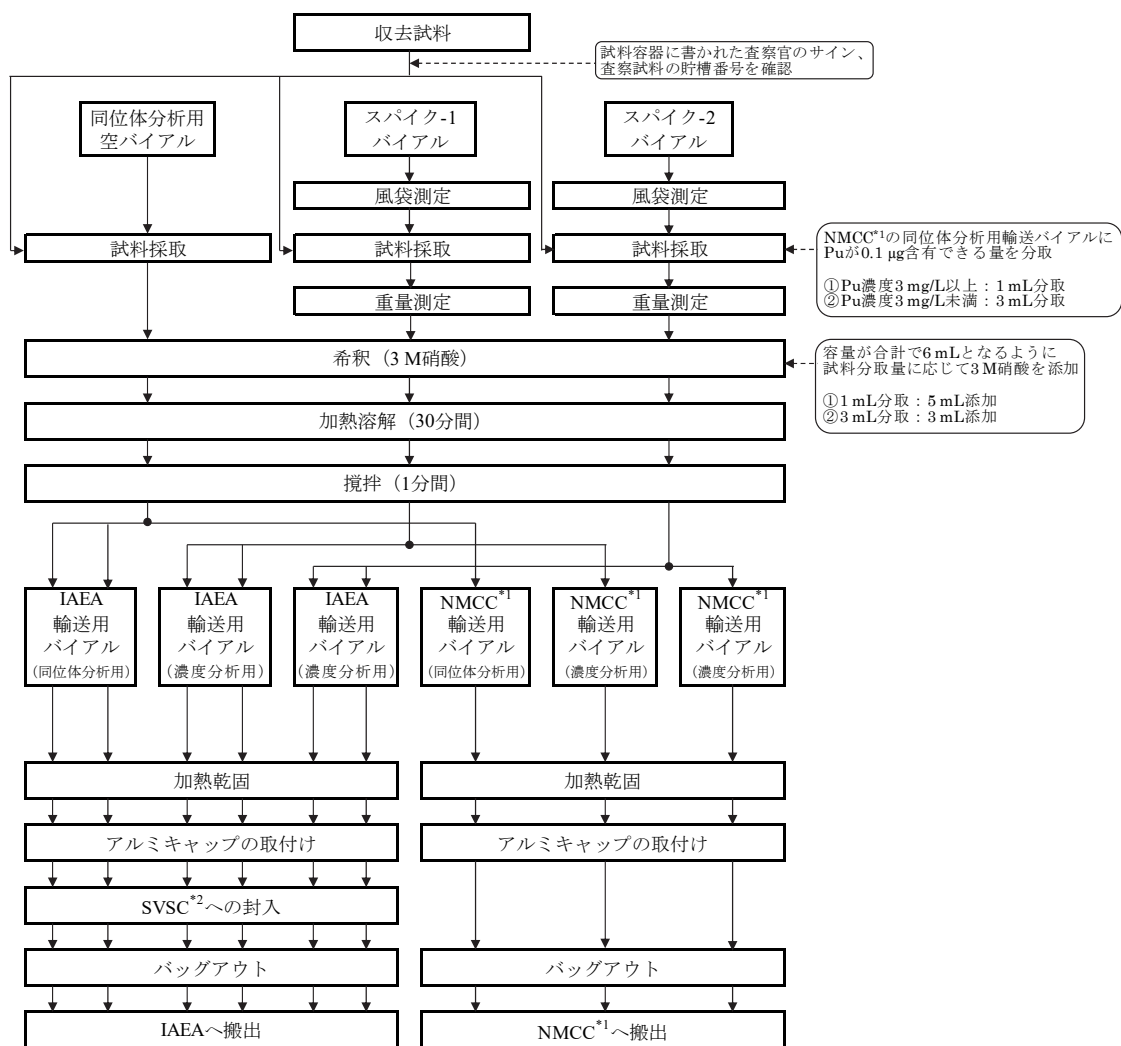 収去試料
試料容器に書かれた査察官のサイン、
査察試料の貯槽番号を確認
同位体分析用
空バイアル
スパイク-1
バイアル
スパイク-2
バイアル
風袋測定
風袋測定
試料採取
試料採取
試料採取
NMCC*1の同位体分析用輸送バイアルに
Puが0.1 μg含有できる量を分取
①Pu濃度3 mg/L以上：1 mL分取
②Pu濃度3 mg/L未満：3 mL分取
重量測定
重量測定
希釈（3 M硝酸）
容量が合計で6 mLとなるように
試料分取量に応じて3 M硝酸を添加
①1 mL分取：5 mL添加
②3 mL分取：3 mL添加
加熱溶解（30分間）
撹拌（1分間）
IAEA
輸送用
バイアル
(同位体分析用)
IAEA
輸送用
バイアル
(濃度分析用)
IAEA
輸送用
バイアル
(濃度分析用)
NMCC*1
輸送用
バイアル
(同位体分析用)
NMCC*1
輸送用
バイアル
(濃度分析用)
NMCC*1
輸送用
バイアル
(濃度分析用)
加熱乾固
加熱乾固
アルミキャップの取付け
アルミキャップの取付け
SVSC*2への封入
バッグアウト
バッグアウト
IAEAへ搬出
NMCC*1へ搬出